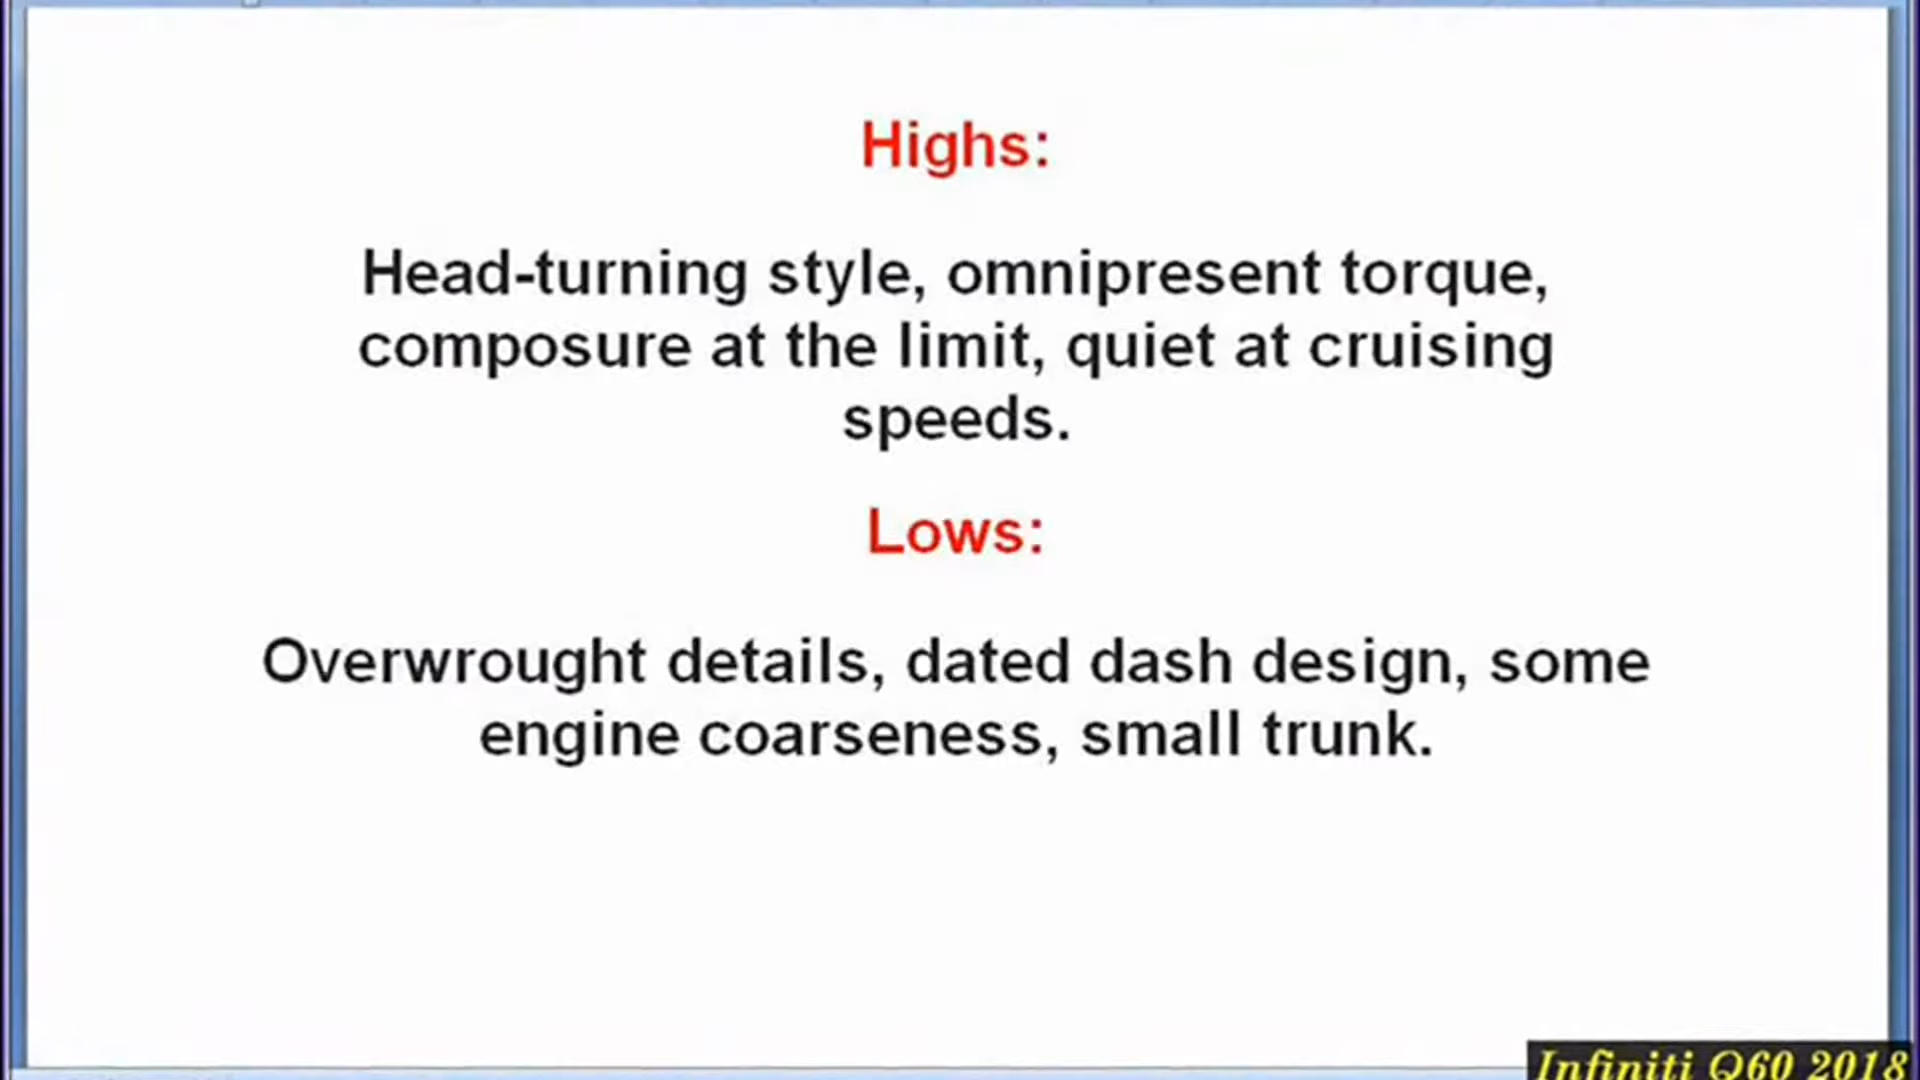 Highs:
Head-turning style, omnipresent torque,
composure at the limit, quiet at cruising
speeds.
Lows:
Overwrought details, dated dash design, some
engine coarseness, small trunk.
Infiniti Q60 2018